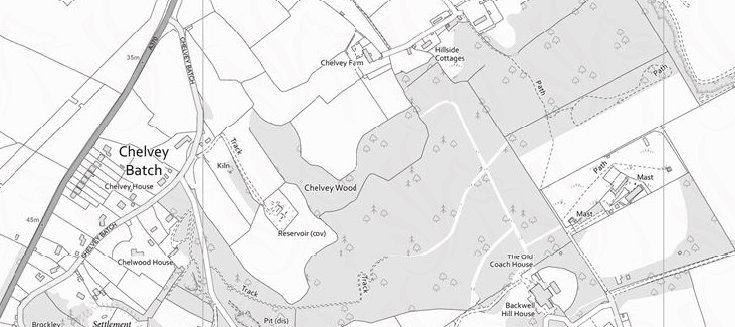 A370
35m
CHELVEY BATCH
Hillside
Cottages
Chelvey Farm
Path
Path
Chelvey
Batch
Track
Kiln
Chelvey House
Chelvey Wood
Path
Mast
Mast
45m
Reservoir (cov)
CHELVEY BATCH
Chelwood House
The Old
Coach House
Track
Track
Backwell
Hill House
Pit (dis)
Brockley
Settlement